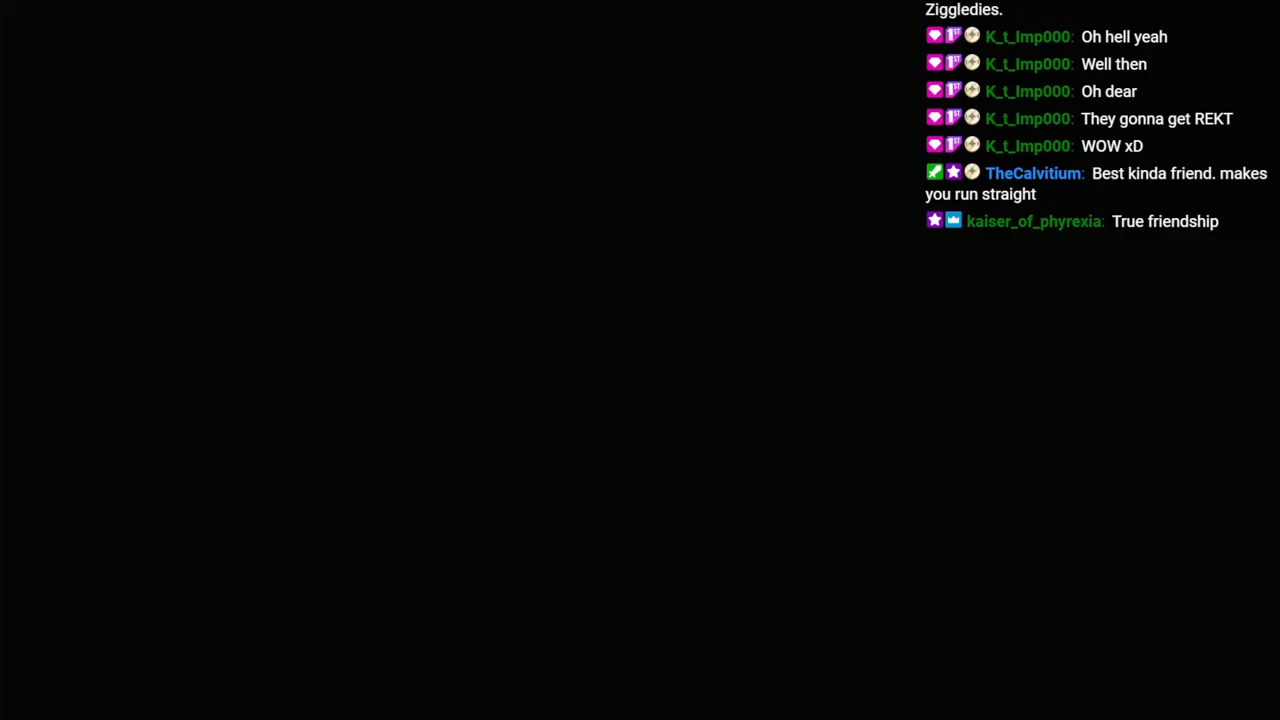 Ziggledies.
K_t_Imp000: Oh hell yeah
K_t_Imp000: Well then
K_t_Imp000: Oh dear
K_t_Imp000: They gonna get REKT
K_t_Imp000: WOW xD
TheCalvitium: Best kinda friend. makes
you run straight
kaiser_of_phyrexia: True friendship